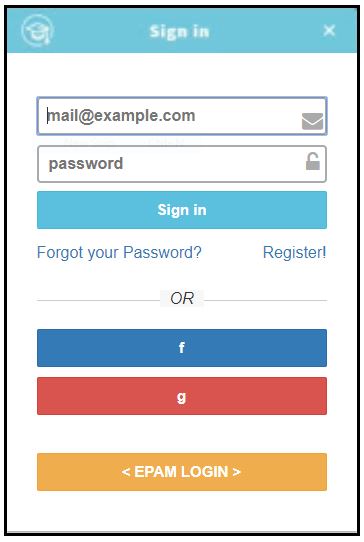 Sign in ×
mail@example.com
password
Sign in
Forgot your Password? Register!
OR
f
g
< EPAM LOGIN >